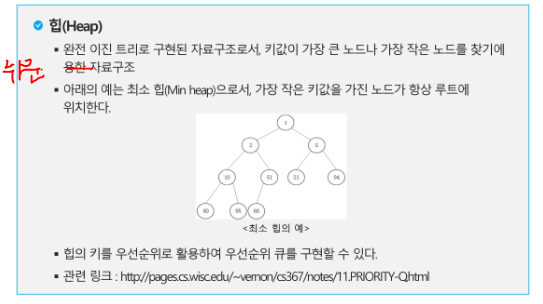 힙(Heap)
▪ 완전 이진 트리로 구현된 자료구조로서, 키값이 가장 큰 노드나 가장 작은 노드를 찾기에
쉬운
용한 자료구조
▪ 아래의 예는 최소 힙(Min heap)으로서, 가장 작은 키값을 가진 노드가 항상 루트에
위치한다.
1
2 5
10 51 21 94
90 95 68
<최소 힙의 예>
▪ 힙의 키를 우선순위로 활용하여 우선순위 큐를 구현할 수 있다.
▪ 관련 링크 : http://pages.cs.wisc.edu/~vernon/cs367/notes/11.PRIORITY-Q.html